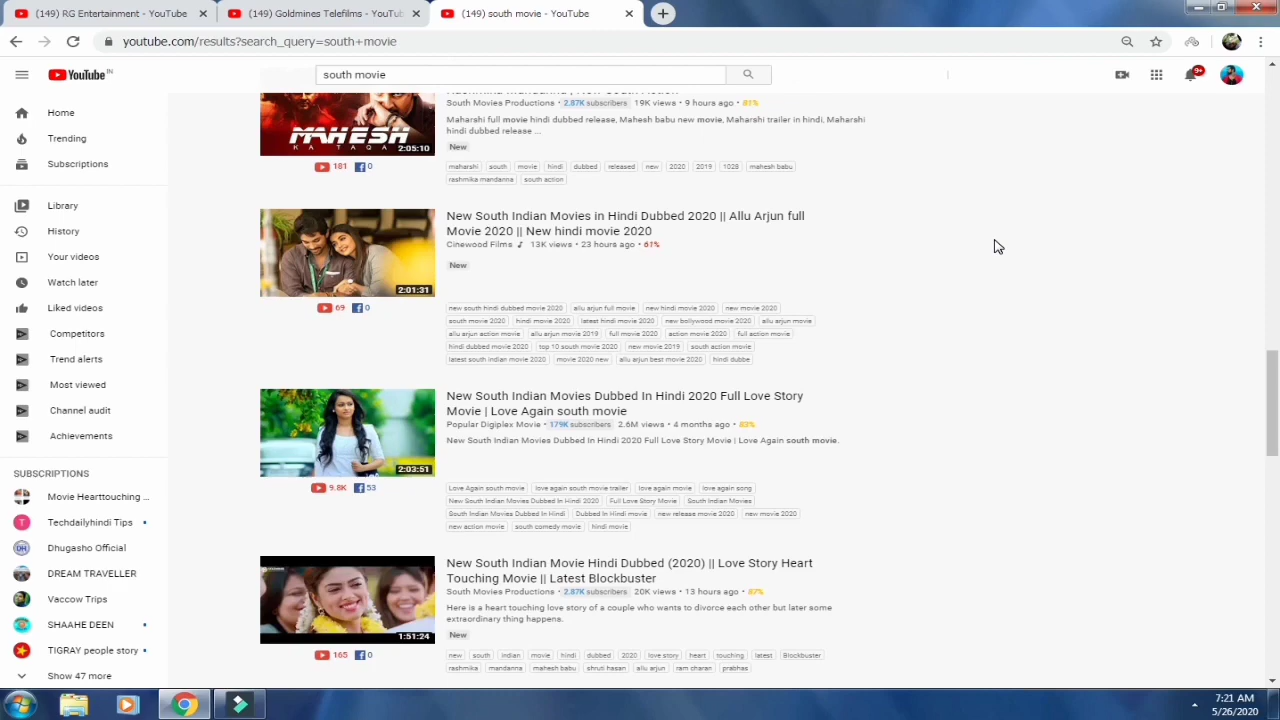 (149) RG Entertainment - YouTub
(149) Goldmines Telefilms - YouTub
(149) south movie - YouTube
youtube.com/results?search_query=south+movie
YouTube IN
south movie
9+
Home
Trending
Subscriptions
Library
History
Your videos
Watch later
Liked videos
Searches
Trend alerts
Most viewed
Channel audit
Achievements
SUBSCRIPTIONS
Movie Hearttouching ...
Techdailyhindi Tips
Dhugasho Official
DREAM TRAVELLER
Vaccow Trips
SHAAHE DEEN
TIGRAY people story
Show 47 more
MAHESH
KA TAQA
2:05:10
South Movies Productions • 2.87K subscribers 19K views • 9 hours ago • 81%
Maharshi full movie hindi dubbed release, Mahesh babu new movie, Maharshi trailer in hindi, Maharshi
hindi dubbed release ...
New
181 0
maharshi south movie hindi dubbed released new 2020 2019 1028 mahesh babu
rashmika mandanna south action
2:01:31
New South Indian Movies in Hindi Dubbed 2020 || Allu Arjun full
Movie 2020 || New hindi movie 2020
Cinewood Films ♪ 13K views • 23 hours ago • 61%
New
69 0
new south hindi dubbed movie 2020 allu arjun full movie new hindi movie 2020 new movie 2020
south movie 2020 hindi movie 2020 latest hindi movie 2020 new bollywood movie 2020 allu arjun movie
allu arjun action movie allu arjun movie 2019 full movie 2020 action movie 2020 full action movie
hindi dubbed movie 2020 top 10 south movie 2020 new movie 2019 south action movie
latest south indian movie 2020 movie 2020 new allu arjun best movie 2020 hindi dubbe
2:03:51
New South Indian Movies Dubbed In Hindi 2020 Full Love Story
Movie | Love Again south movie
Popular Digiplex Movie • 179K subscribers 2.6M views • 4 months ago • 83%
New South Indian Movies Dubbed In Hindi 2020 Full Love Story Movie | Love Again south movie.
9.8K 53
Love Again south movie love again south movie trailer love again movie love again song
New South Indian Movies Dubbed In Hindi 2020 Full Love Story Movie South Indian Movies
South Indian Movies Dubbed In Hindi Dubbed In Hindi movie new release movie 2020 new movie 2020
new action movie south comedy movie hindi movie
1:51:24
New South Indian Movie Hindi Dubbed (2020) || Love Story Heart
Touching Movie || Latest Blockbuster
South Movies Productions • 2.87K subscribers 20K views • 13 hours ago • 87%
Here is a heart touching love story of a couple who wants to divorce each other but later some
extraordinary thing happens.
New
165 0
new south indian movie hindi dubbed 2020 love story heart touching latest Blockbuster
rashmika mandanna mahesh babu shruti hasan allu arjun ram charan prabhas
7:21 AM
5/26/2020